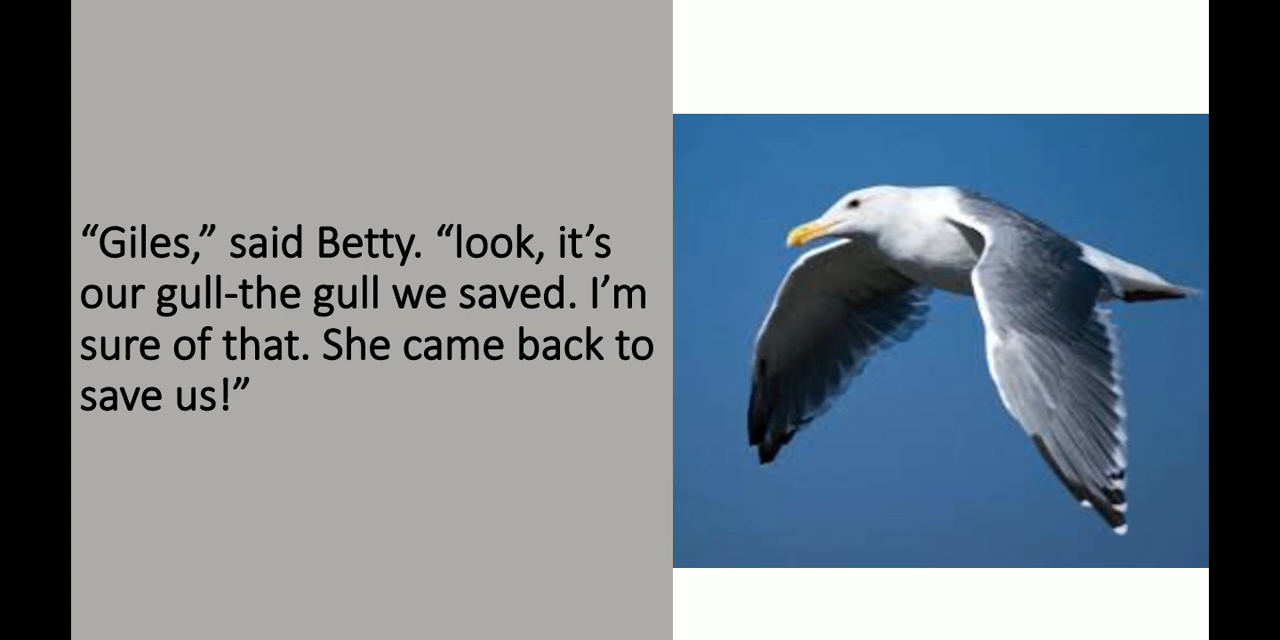 “Giles,” said Betty. “look, it’s
our gull-the gull we saved. I’m
sure of that. She came back to
save us!”